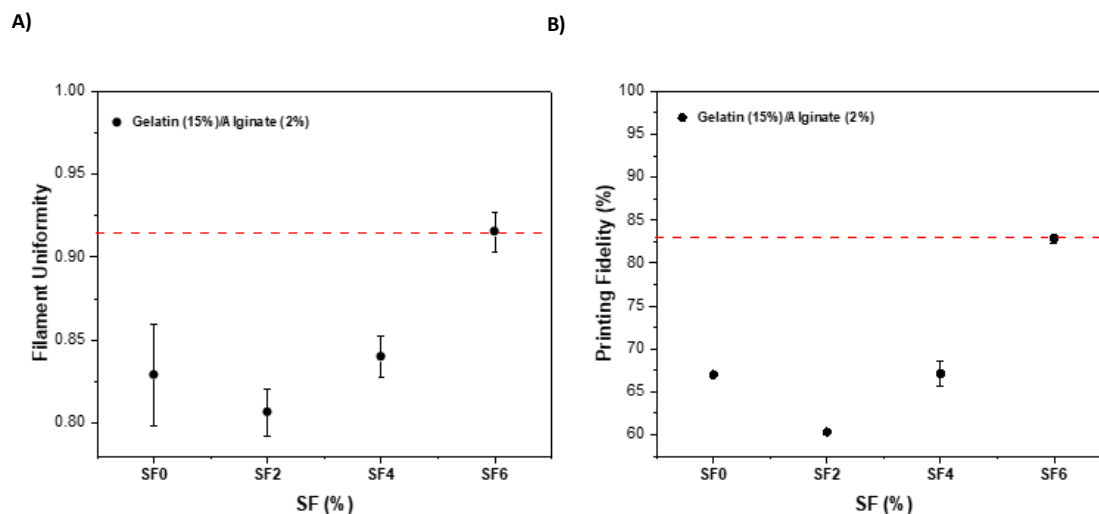 A)
B)
Gelatin (15%)/Alginate (2%)
Filament Uniformity
1.00
0.95
0.90
0.85
0.80
SF0
SF2
SF4
SF6
SF (%)
Gelatin (15%)/Alginate (2%)
Printing Fidelity (%)
100
95
90
85
80
75
70
65
60
SF0
SF2
SF4
SF6
SF (%)